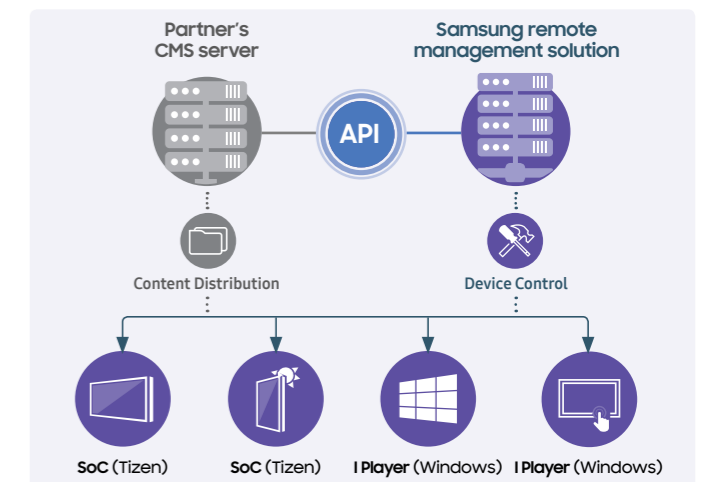 Partner's
CMS server
Samsung remote
management solution
API
Content Distribution
Device Control
SoC (Tizen)
SoC (Tizen)
I Player (Windows)
I Player (Windows)